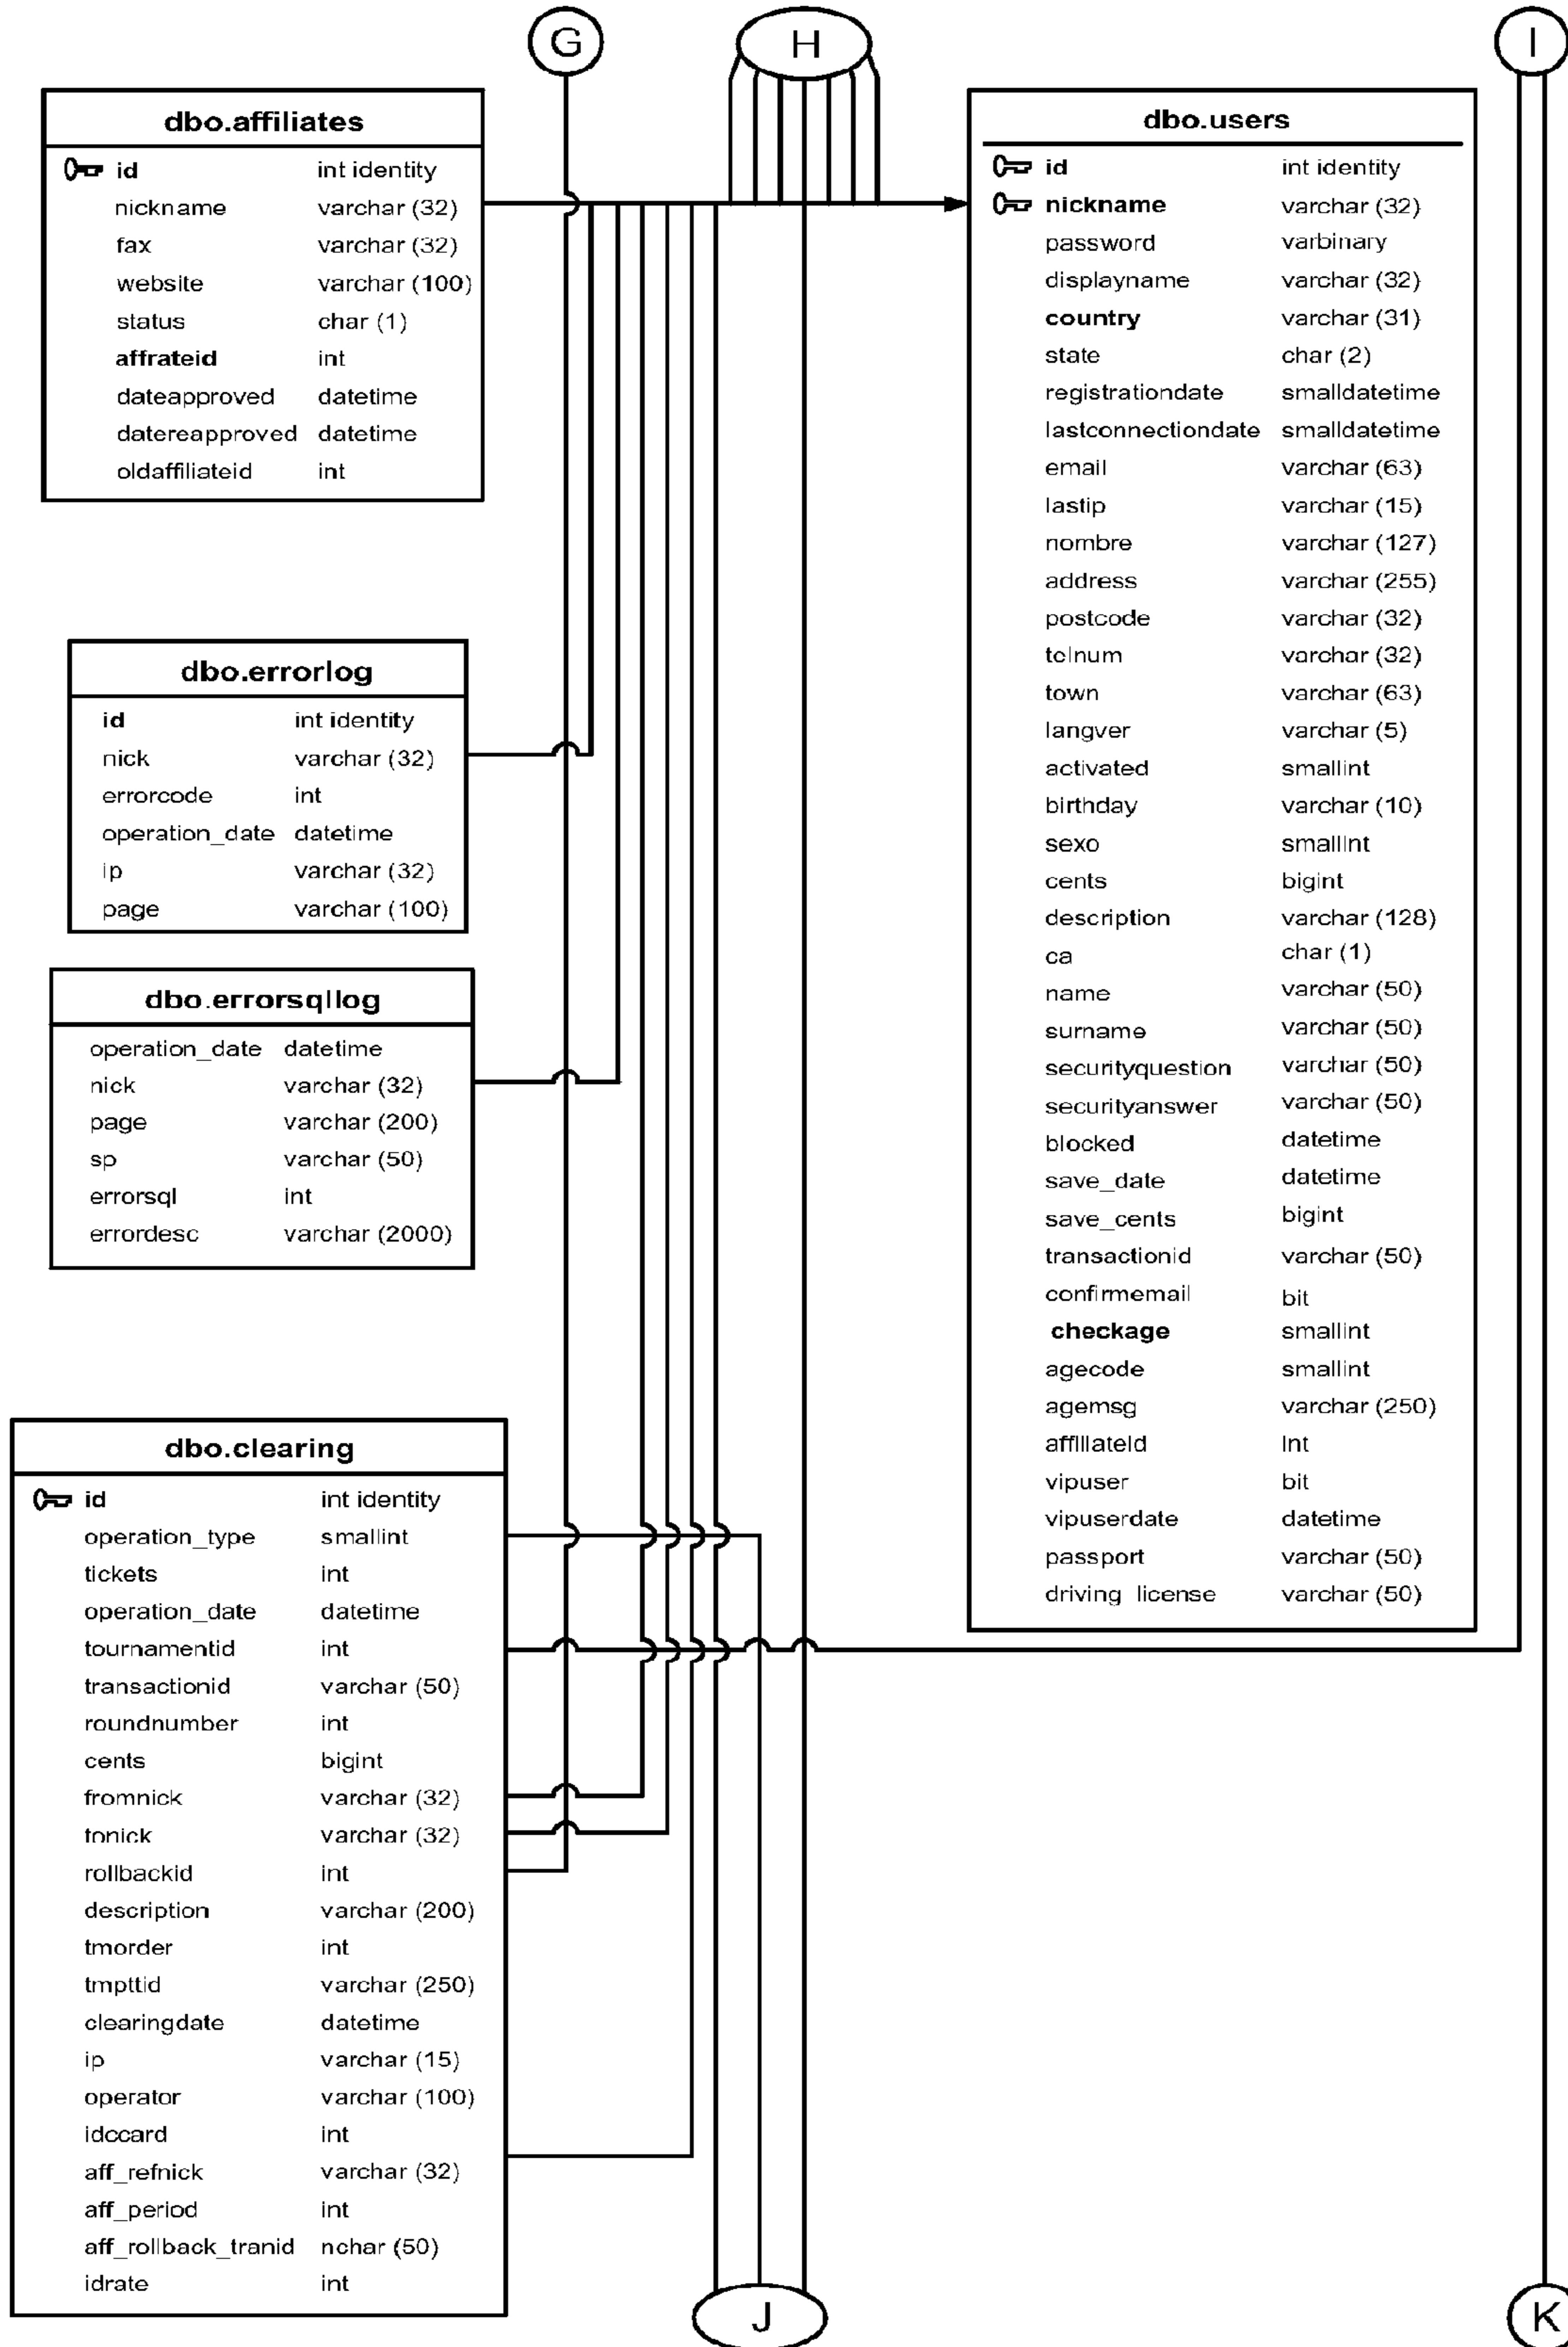 G
H
I
dbo.affiliates
id int identity
nickname varchar (32)
fax varchar (32)
website varchar (100)
status char (1)
affrateid int
dateapproved datetime
datereapproved datetime
oldaffiliateid int
dbo.errorlog
id int identity
nick varchar (32)
errorcode int
operation_date datetime
ip varchar (32)
page varchar (100)
dbo.errorsqllog
operation_date datetime
nick varchar (32)
page varchar (200)
sp varchar (50)
errorsql int
errordesc varchar (2000)
dbo.clearing
id int identity
operation_type smallint
tickets int
operation_date datetime
tournamentid int
transactionid varchar (50)
roundnumber int
cents bigint
fromnick varchar (32)
tonick varchar (32)
rollbackid int
description varchar (200)
tmorder int
tmpttid varchar (250)
clearingdate datetime
ip varchar (15)
operator varchar (100)
idccard int
aff_refnick varchar (32)
aff_period int
aff_rollback_tranid nchar (50)
idrate int
dbo.users
id int identity
nickname varchar (32)
password varbinary
displayname varchar (32)
country varchar (31)
state char (2)
registrationdate smalldatetime
lastconnectiondate smalldatetime
email varchar (63)
lastip varchar (15)
nombre varchar (127)
address varchar (255)
postcode varchar (32)
telnum varchar (32)
town varchar (63)
langver varchar (5)
activated smallint
birthday varchar (10)
sexo smallint
cents bigint
description varchar (128)
ca char (1)
name varchar (50)
surname varchar (50)
securityquestion varchar (50)
securityanswer varchar (50)
blocked datetime
save_date datetime
save_cents bigint
transactionid varchar (50)
confirmemail bit
checkage smallint
agecode smallint
agemsg varchar (250)
affiliateid int
vipuser bit
vipuserdate datetime
passport varchar (50)
driving_license varchar (50)
J
K